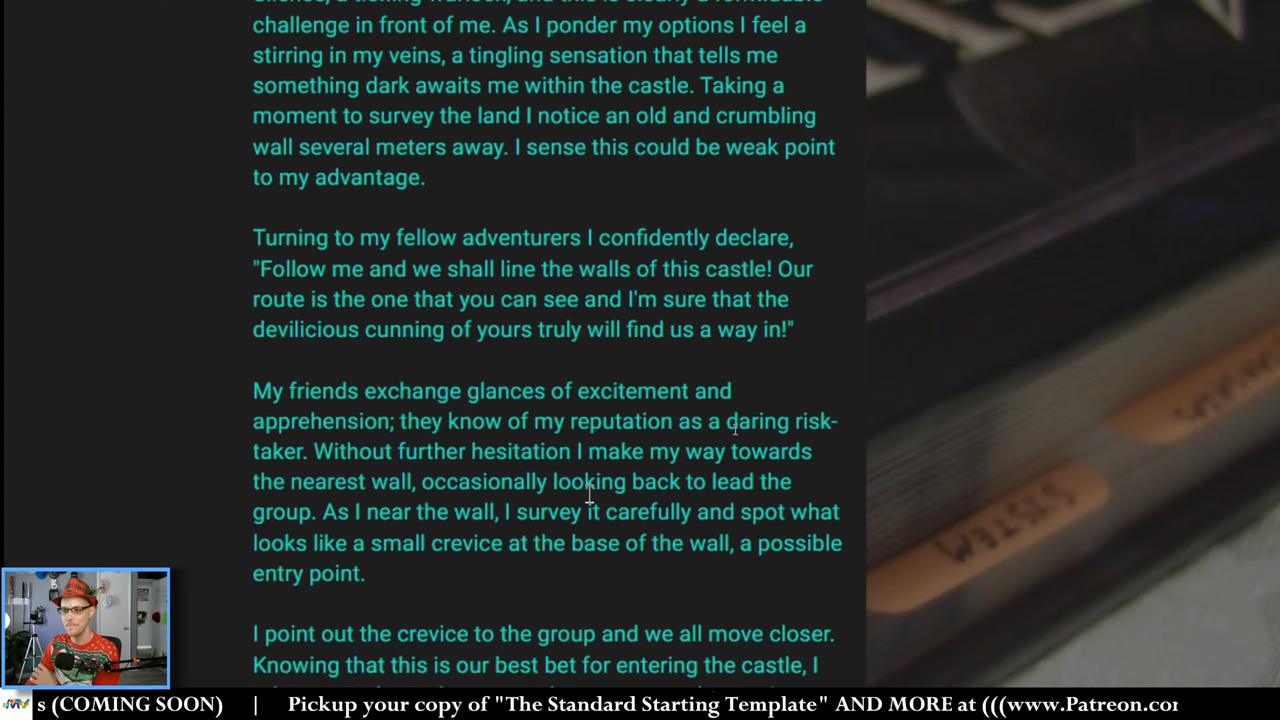 challenge in front of me. As I ponder my options I feel a
stirring in my veins, a tingling sensation that tells me
something dark awaits me within the castle. Taking a
moment to survey the land I notice an old and crumbling
wall several meters away. I sense this could be weak point
to my advantage.
Turning to my fellow adventurers I confidently declare,
"Follow me and we shall line the walls of this castle! Our
route is the one that you can see and I'm sure that the
devilicious cunning of yours truly will find us a way in!"
My friends exchange glances of excitement and
apprehension; they know of my reputation as a daring risk-
taker. Without further hesitation I make my way towards
the nearest wall, occasionally looking back to lead the
group. As I near the wall, I survey it carefully and spot what
looks like a small crevice at the base of the wall, a possible
entry point.
I point out the crevice to the group and we all move closer.
Knowing that this is our best bet for entering the castle, I
SYSTEM
s (COMING SOON) | Pickup your copy of "The Standard Starting Template" AND MORE at (((www.Patreon.com